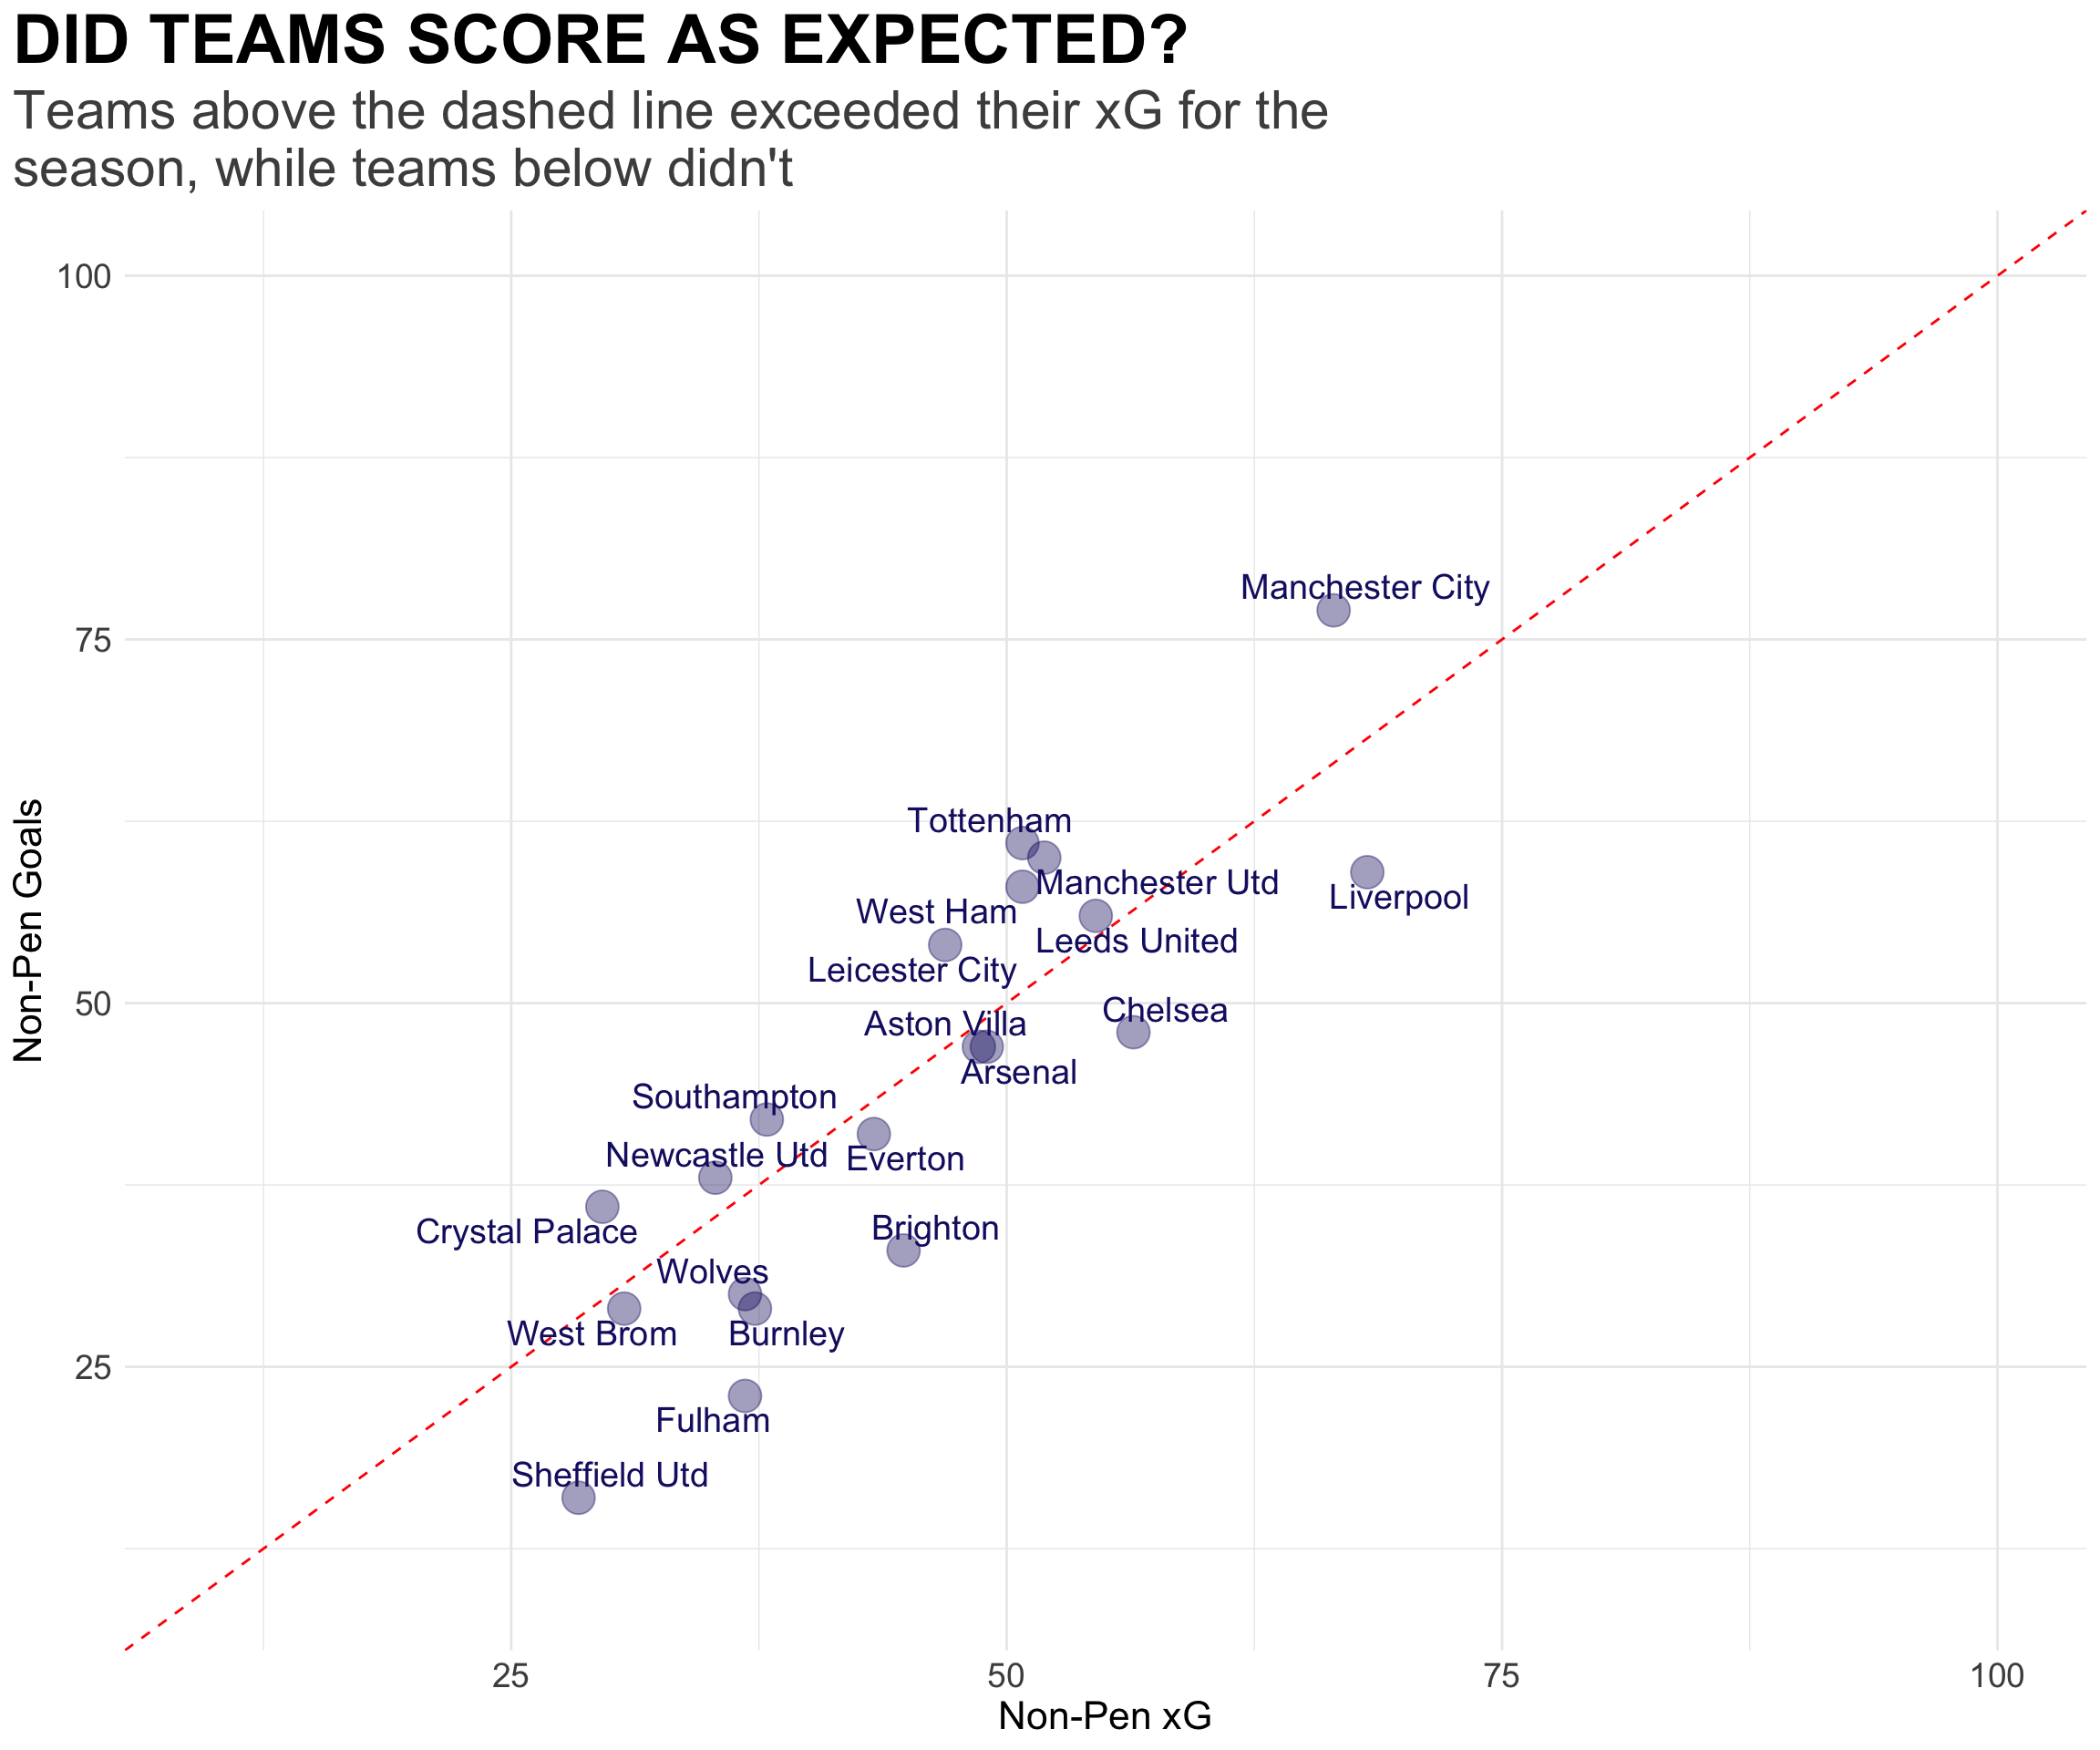 DID TEAMS SCORE AS EXPECTED?
Teams above the dashed line exceeded their xG for the
season, while teams below didn't
100
75
50
25
Non-Pen Goals
Manchester City
Tottenham
Manchester Utd
Liverpool
West Ham
Leeds United
Leicester City
Chelsea
Aston Villa
Arsenal
Southampton
Newcastle Utd
Everton
Crystal Palace
Brighton
Wolves
West Brom
Burnley
Fulham
Sheffield Utd
25
50
75
100
Non-Pen xG